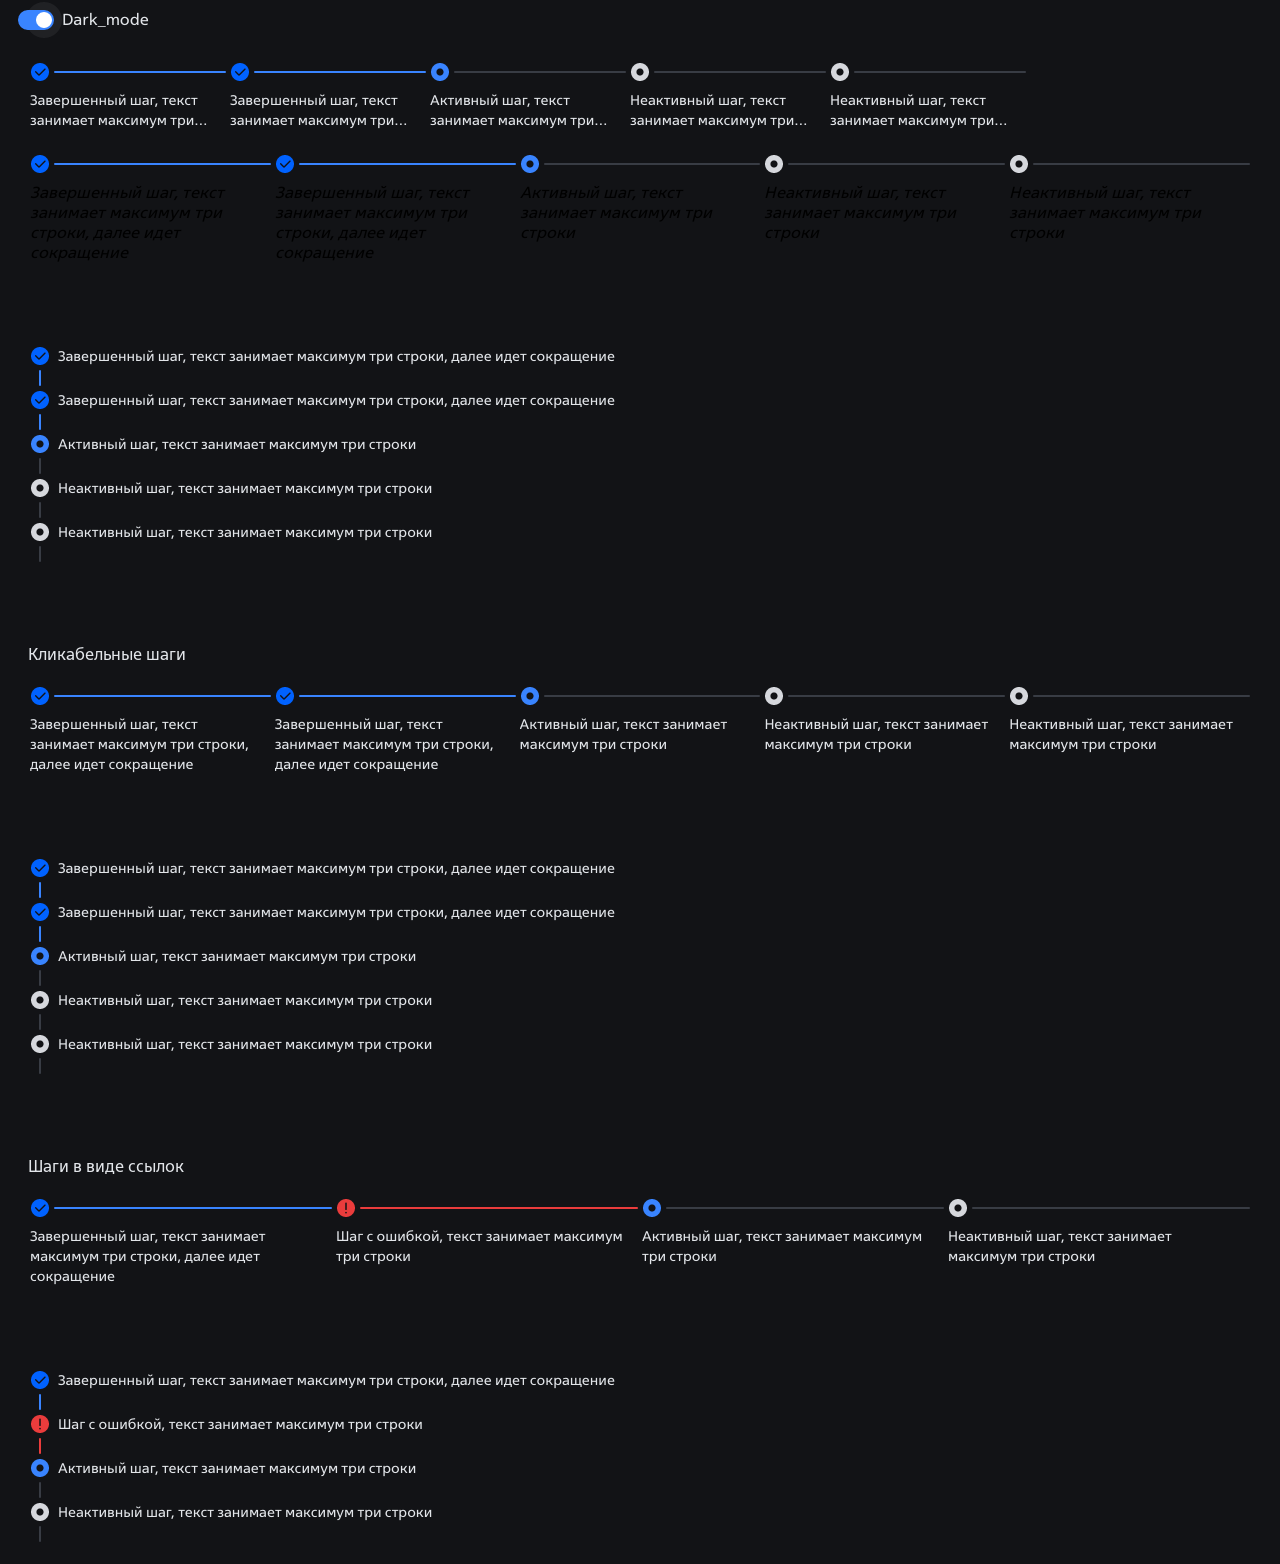 Dark_mode
Завершенный шаг, текст занимает максимум три...
Завершенный шаг, текст занимает максимум три...
Активный шаг, текст занимает максимум три...
Неактивный шаг, текст занимает максимум три...
Неактивный шаг, текст занимает максимум три...
Завершенный шаг, текст
занимает максимум три
строки, далее идет
сокращение
Завершенный шаг, текст
занимает максимум три
строки, далее идет
сокращение
Активный шаг, текст
занимает максимум три
строки
Неактивный шаг, текст
занимает максимум три
строки
Неактивный шаг, текст
занимает максимум три
строки
Завершенный шаг, текст занимает максимум три строки, далее идет сокращение
Завершенный шаг, текст занимает максимум три строки, далее идет сокращение
Активный шаг, текст занимает максимум три строки
Неактивный шаг, текст занимает максимум три строки
Неактивный шаг, текст занимает максимум три строки
Кликабельные шаги
Завершенный шаг, текст
занимает максимум три строки,
далее идет сокращение
Завершенный шаг, текст
занимает максимум три строки,
далее идет сокращение
Активный шаг, текст занимает
максимум три строки
Неактивный шаг, текст занимает
максимум три строки
Неактивный шаг, текст занимает
максимум три строки
Завершенный шаг, текст занимает максимум три строки, далее идет сокращение
Завершенный шаг, текст занимает максимум три строки, далее идет сокращение
Активный шаг, текст занимает максимум три строки
Неактивный шаг, текст занимает максимум три строки
Неактивный шаг, текст занимает максимум три строки
Шаги в виде ссылок
Завершенный шаг, текст занимает
максимум три строки, далее идет
сокращение
Шаг с ошибкой, текст занимает максимум
три строки
Активный шаг, текст занимает максимум
три строки
Неактивный шаг, текст занимает
максимум три строки
Завершенный шаг, текст занимает максимум три строки, далее идет сокращение
Шаг с ошибкой, текст занимает максимум три строки
Активный шаг, текст занимает максимум три строки
Неактивный шаг, текст занимает максимум три строки